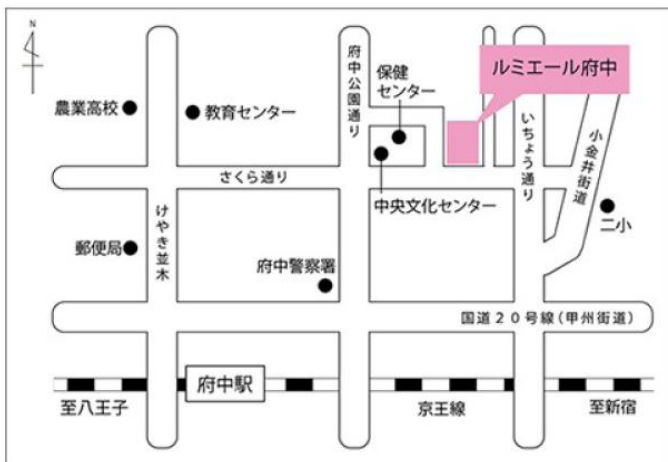 N
ルミエール府中
保健
センター
府中公園通り
農業高校
教育センター
いちょう通り
小金井街道
さくら通り
中央文化センター
けやき並木
二小
郵便局
府中警察署
国道20号線(甲州街道)
府中駅
至八王子
京王線
至新宿